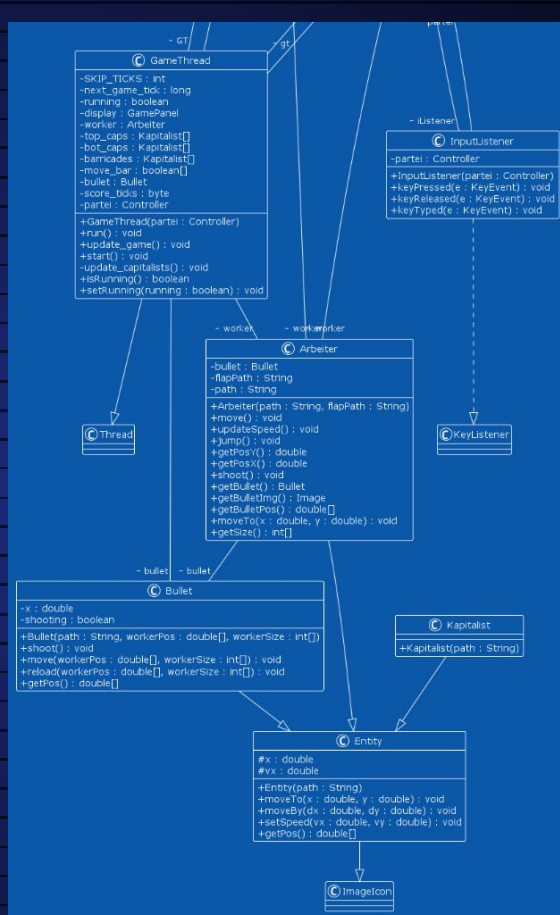 - GT
- gt
partei
C GameThread
-SKIP_TICKS : int
-next_game_tick : long
-running : boolean
-display : GamePanel
-worker : Arbeiter
-top_caps : Kapitalist[]
-bot_caps : Kapitalist[]
-barricades : Kapitalist[]
-move_bar : boolean[]
-bullet : Bullet
-score_ticks : byte
-partei : Controller
+GameThread(partei : Controller)
+run() : void
+update_game() : void
+start() : void
-update_capitalists() : void
+isRunning() : boolean
+setRunning(running : boolean) : void
- iListener
C InputListener
-partei : Controller
+InputListener(partei : Controller)
+keyPressed(e : KeyEvent) : void
+keyReleased(e : KeyEvent) : void
+keyTyped(e : KeyEvent) : void
- worker
- worker
worker
C Arbeiter
-bullet : Bullet
-flapPath : String
-path : String
+Arbeiter(path : String, flapPath : String)
+move() : void
+updateSpeed() : void
+jump() : void
+getPosY() : double
+getPosX() : double
+shoot() : void
+getBullet() : Bullet
+getBulletImg() : Image
+getBulletPos() : double[]
+moveTo(x : double, y : double) : void
+getSize() : int[]
C Thread
C KeyListener
- bullet
- bullet
C Bullet
-x : double
-shooting : boolean
+Bullet(path : String, workerPos : double[], workerSize : int[])
+shoot() : void
+move(workerPos : double[], workerSize : int[]) : void
+reload(workerPos : double[], workerSize : int[]) : void
+getPos() : double[]
C Kapitalist
+Kapitalist(path : String)
C Entity
#x : double
#vx : double
+Entity(path : String)
+moveTo(x : double, y : double) : void
+moveBy(dx : double, dy : double) : void
+setSpeed(vx : double, vy : double) : void
+getPos() : double[]
C ImageIcon